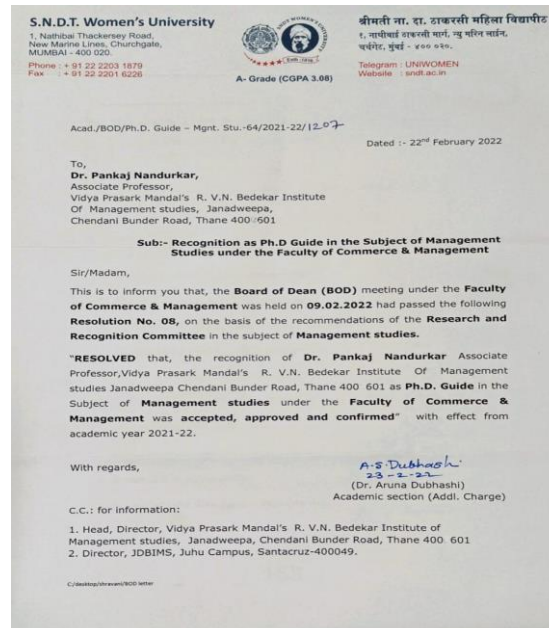 S.N.D.T. Women's University
1, Nathibai Thackersey Road,
New Marine Lines, Churchgate,
MUMBAI - 400 020.
Phone : + 91 22 2203 1879
Fax : + 91 22 2201 6226
A- Grade (CGPA 3.08)
श्रीमती ना. दा. ठाकरसी महिला विद्यापीठ
१, नाथीबाई ठाकरसी मार्ग, न्यु मरिन लाईन,
चर्चगेट, मुंबई - ४०० ०२०.
Telegram : UNIWOMEN
Website : sndt.ac.in
Acad./BOD/Ph.D. Guide – Mgnt. Stu.-64/2021-22/1207
Dated :- 22nd February 2022
To,
Dr. Pankaj Nandurkar,
Associate Professor,
Vidya Prasark Mandal's R. V.N. Bedekar Institute
Of Management studies, Janadweepa,
Chendani Bunder Road, Thane 400 601
Sub:- Recognition as Ph.D Guide in the Subject of Management
Studies under the Faculty of Commerce & Management
Sir/Madam,
This is to inform you that, the Board of Dean (BOD) meeting under the Faculty
of Commerce & Management was held on 09.02.2022 had passed the following
Resolution No. 08, on the basis of the recommendations of the Research and
Recognition Committee in the subject of Management studies.
"RESOLVED that, the recognition of Dr. Pankaj Nandurkar Associate
Professor,Vidya Prasark Mandal's R. V.N. Bedekar Institute Of Management
studies Janadweepa Chendani Bunder Road, Thane 400 601 as Ph.D. Guide in the
Subject of Management studies under the Faculty of Commerce &
Management was accepted, approved and confirmed" with effect from
academic year 2021-22.
With regards,
A.S.Dubhashi
23-2-22
(Dr. Aruna Dubhashi)
Academic section (Addl. Charge)
C.C.: for information:
1. Head, Director, Vidya Prasark Mandal's R. V.N. Bedekar Institute of
Management studies, Janadweepa, Chendani Bunder Road, Thane 400 601
2. Director, JDBIMS, Juhu Campus, Santacruz-400049.
C:/desktop/shravani/BOD letter